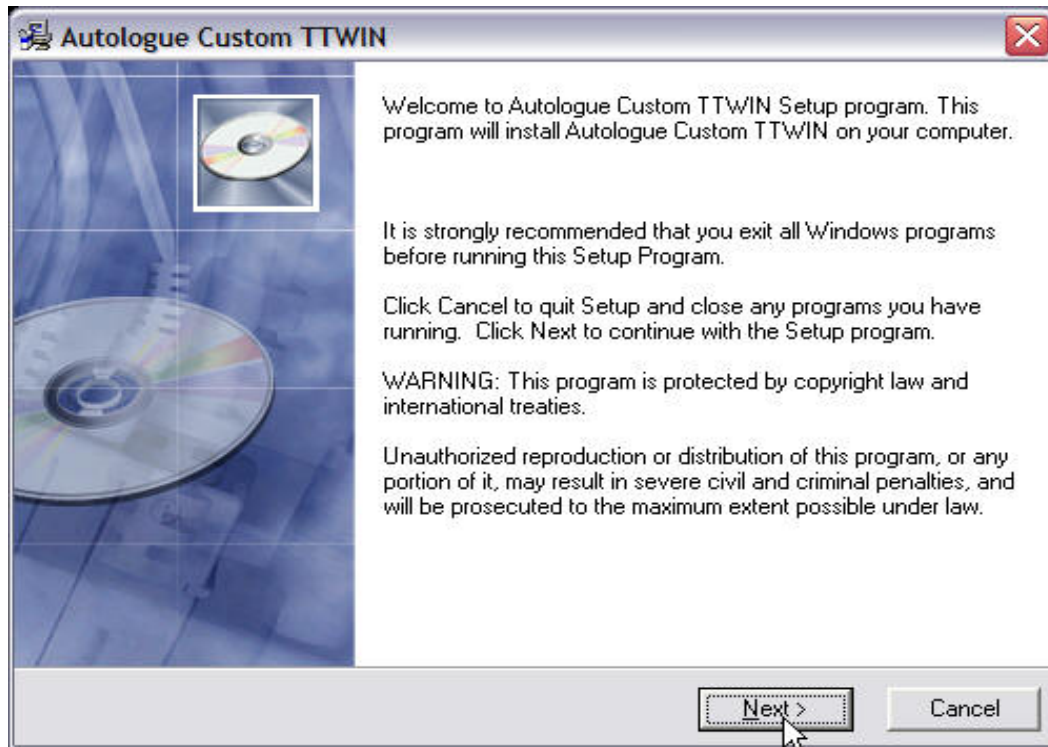 Autologue Custom TTWIN
Welcome to Autologue Custom TTWIN Setup program. This
program will install Autologue Custom TTWIN on your computer.
It is strongly recommended that you exit all Windows programs
before running this Setup Program.
Click Cancel to quit Setup and close any programs you have
running.  Click Next to continue with the Setup program.
WARNING: This program is protected by copyright law and
international treaties.
Unauthorized reproduction or distribution of this program, or any
portion of it, may result in severe civil and criminal penalties, and
will be prosecuted to the maximum extent possible under law.
Next >
Cancel